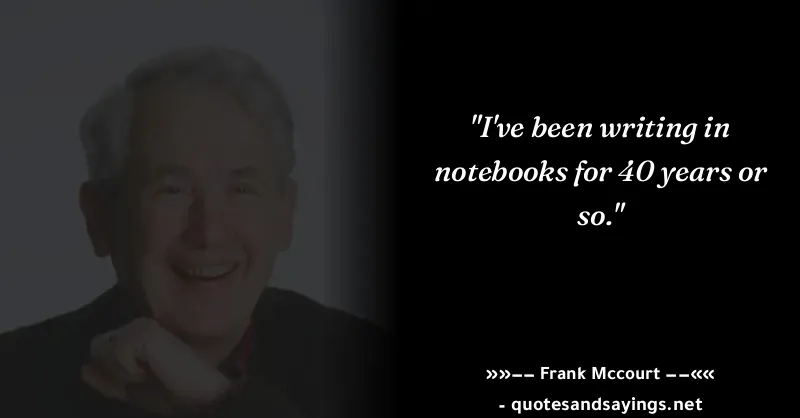 "I've been writing in
notebooks for 40 years or
so."
»»−− Frank Mccourt −−««
- quotesandsayings.net